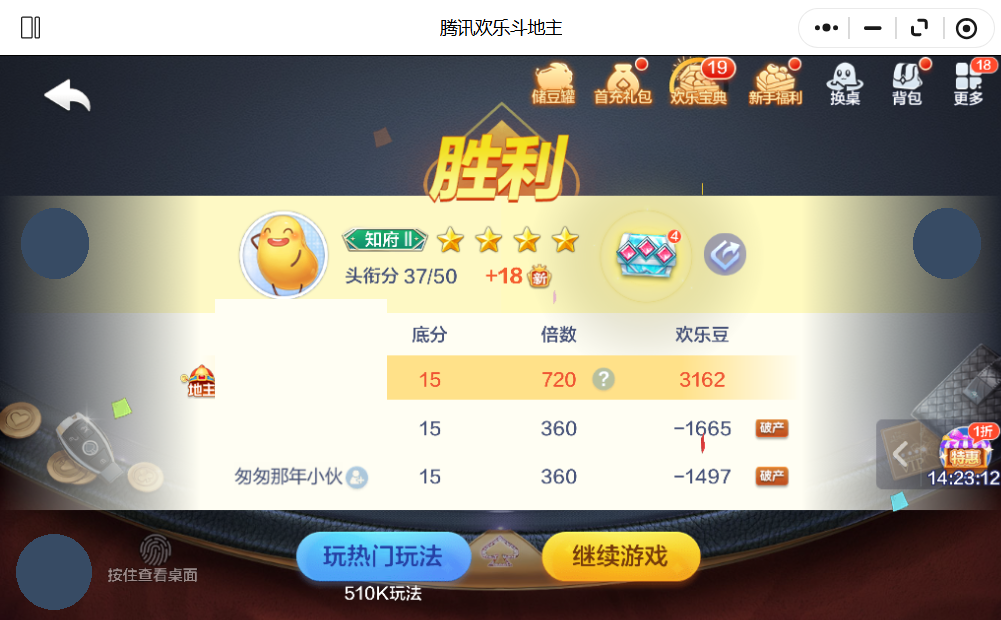 腾讯欢乐斗地主
储豆罐 首充礼包 19 欢乐宝典 新手福利 换桌 背包 18 更多
胜利
知府 II
4
头衔分 37/50 +18 新
底分 倍数 欢乐豆
地主 15 720 ? 3162
15 360 -1665 破产
匆匆那年小伙 15 360 -1497 破产
1折
特惠
14:23:12
玩热门玩法 继续游戏
按住查看桌面
510K玩法